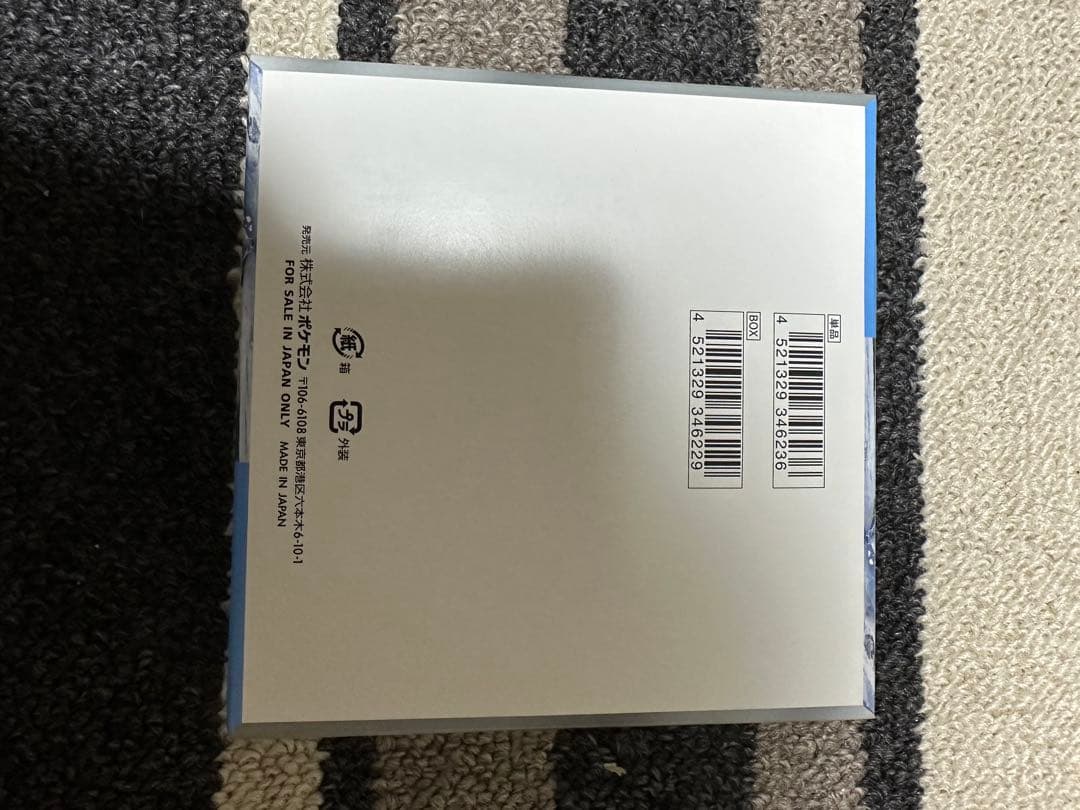 単品
4 521329 346236
BOX
4 521329 346229
紙 箱
プラ 外装
発売元 株式会社 ポケモン 〒106-6108 東京都港区六本木6-10-1
FOR SALE IN JAPAN ONLY MADE IN JAPAN